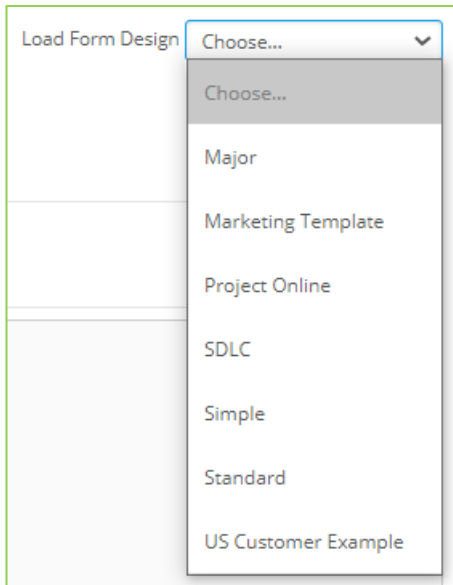 Load Form Design Choose...
Choose...
Major
Marketing Template
Project Online
SDLC
Simple
Standard
US Customer Example